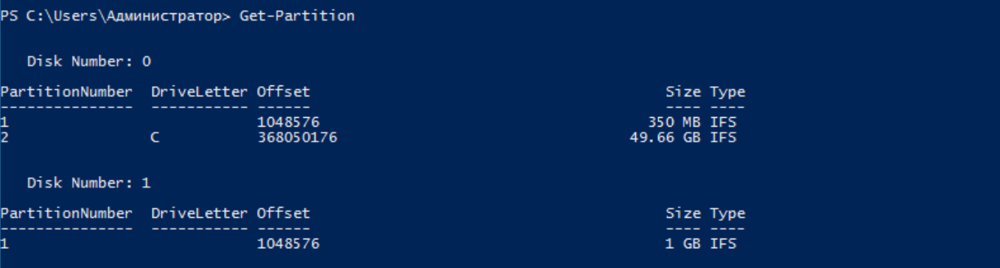 PS C:\Users\Администратор> Get-Partition
Disk Number: 0
PartitionNumber  DriveLetter Offset                                                        Size Type
---------------  ----------- ------                                                        ---- ----
1                            1048576                                                     350 MB IFS
2                C           368050176                                                 49.66 GB IFS
Disk Number: 1
PartitionNumber  DriveLetter Offset                                                        Size Type
---------------  ----------- ------                                                        ---- ----
1                            1048576                                                       1 GB IFS